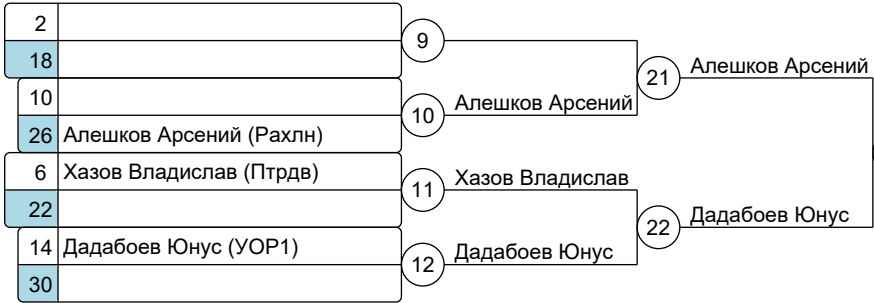 2
18
9
10
26 Алешков Арсений (Рахлн)
10 Алешков Арсений
21 Алешков Арсений
6 Хазов Владислав (Птрдв)
22
11 Хазов Владислав
14 Дадабоев Юнус (УОР1)
30
12 Дадабоев Юнус
22 Дадабоев Юнус